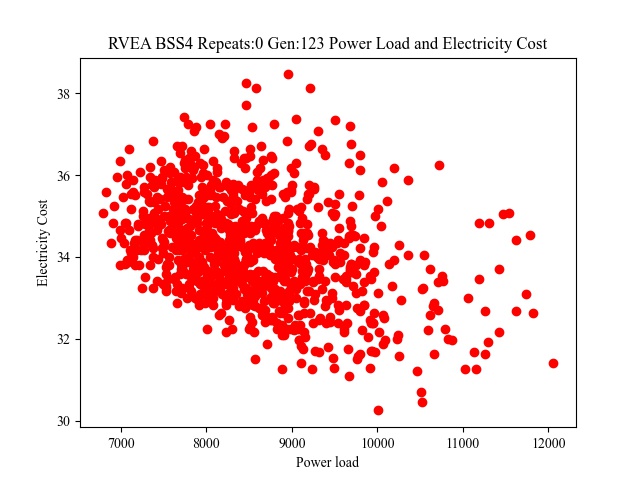 RVEA BSS4 Repeats:0 Gen:123 Power Load and Electricity Cost
Electricity Cost
38
36
34
32
30
7000 8000 9000 10000 11000 12000
Power load